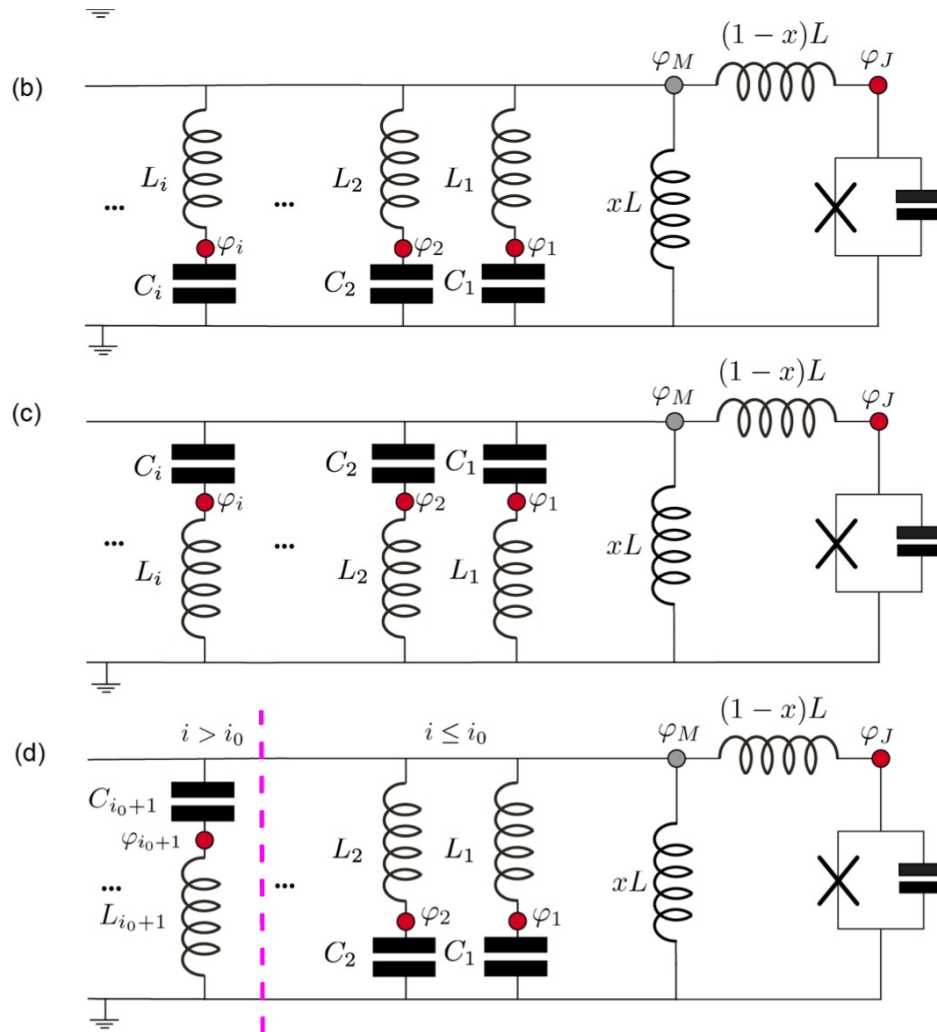 (b)
φ_M
(1 − x)L
φ_J
L_i
L_2
L_1
xL
...
...
φ_i
φ_2
φ_1
C_i
C_2
C_1
(c)
φ_M
(1 − x)L
φ_J
C_i
C_2
C_1
φ_i
φ_2
φ_1
...
...
xL
L_i
L_2
L_1
(d)
i > i_0
i ≤ i_0
φ_M
(1 − x)L
φ_J
C_{i_0+1}
φ_{i_0+1}
L_2
L_1
xL
...
...
L_{i_0+1}
φ_2
φ_1
C_2
C_1